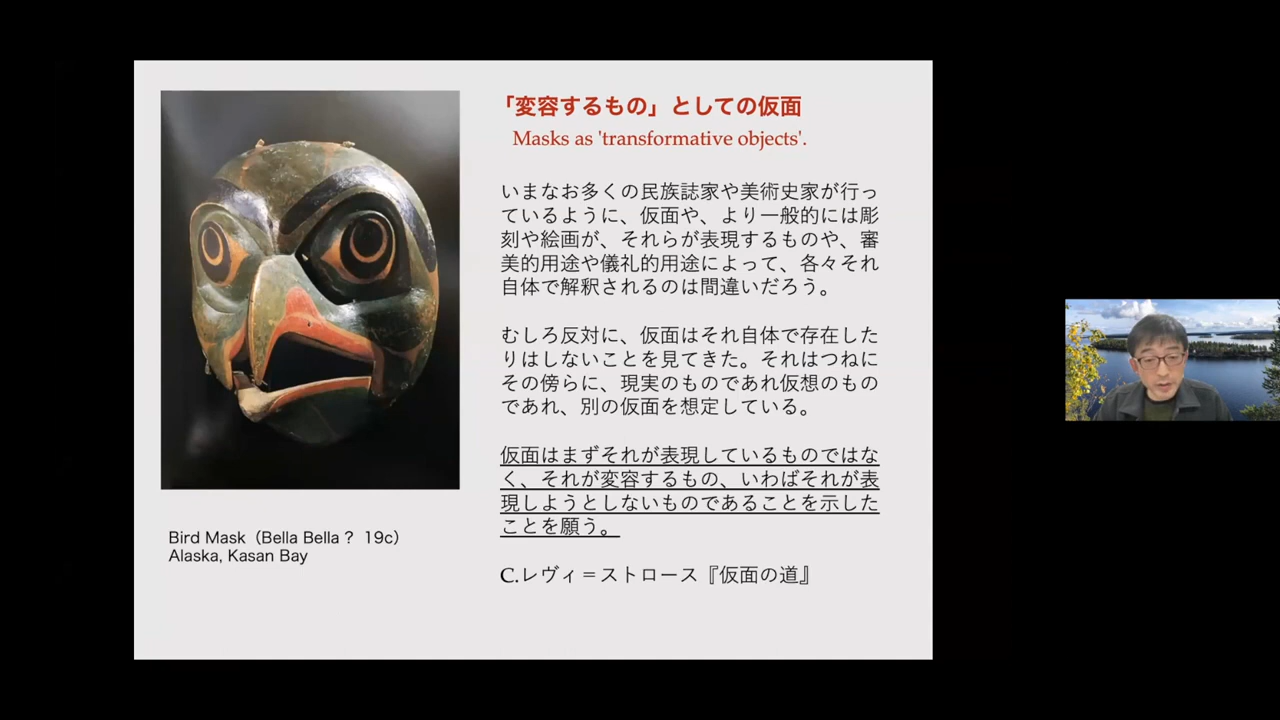 「変容するもの」としての仮面
Masks as 'transformative objects'.
いまなお多くの民族誌家や美術史家が行っ
ているように、仮面や、より一般的には彫
刻や絵画が、それらが表現するものや、審
美的用途や儀礼的用途によって、各々それ
自体で解釈されるのは間違いだろう。
むしろ反対に、仮面はそれ自体で存在した
りはしないことを見てきた。それはつねに
その傍らに、現実のものであれ仮想のもの
であれ、別の仮面を想定している。
仮面はまずそれが表現しているものではな
く、それが変容するもの、いわばそれが表
現しようとしないものであることを示した
ことを願う。
C.レヴィ＝ストロース『仮面の道』
Bird Mask（Bella Bella？ 19c）
Alaska, Kasan Bay